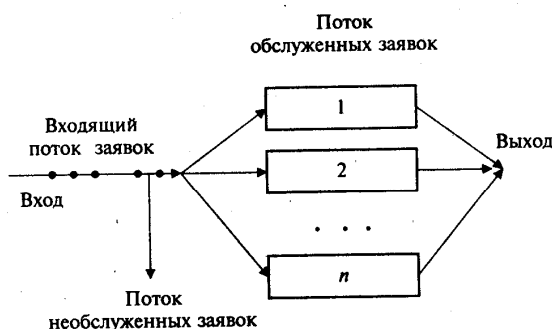 Поток
обслуженных заявок
1
Входящий
поток заявок
Выход
2
Вход
. . .
n
Поток
необслуженных заявок